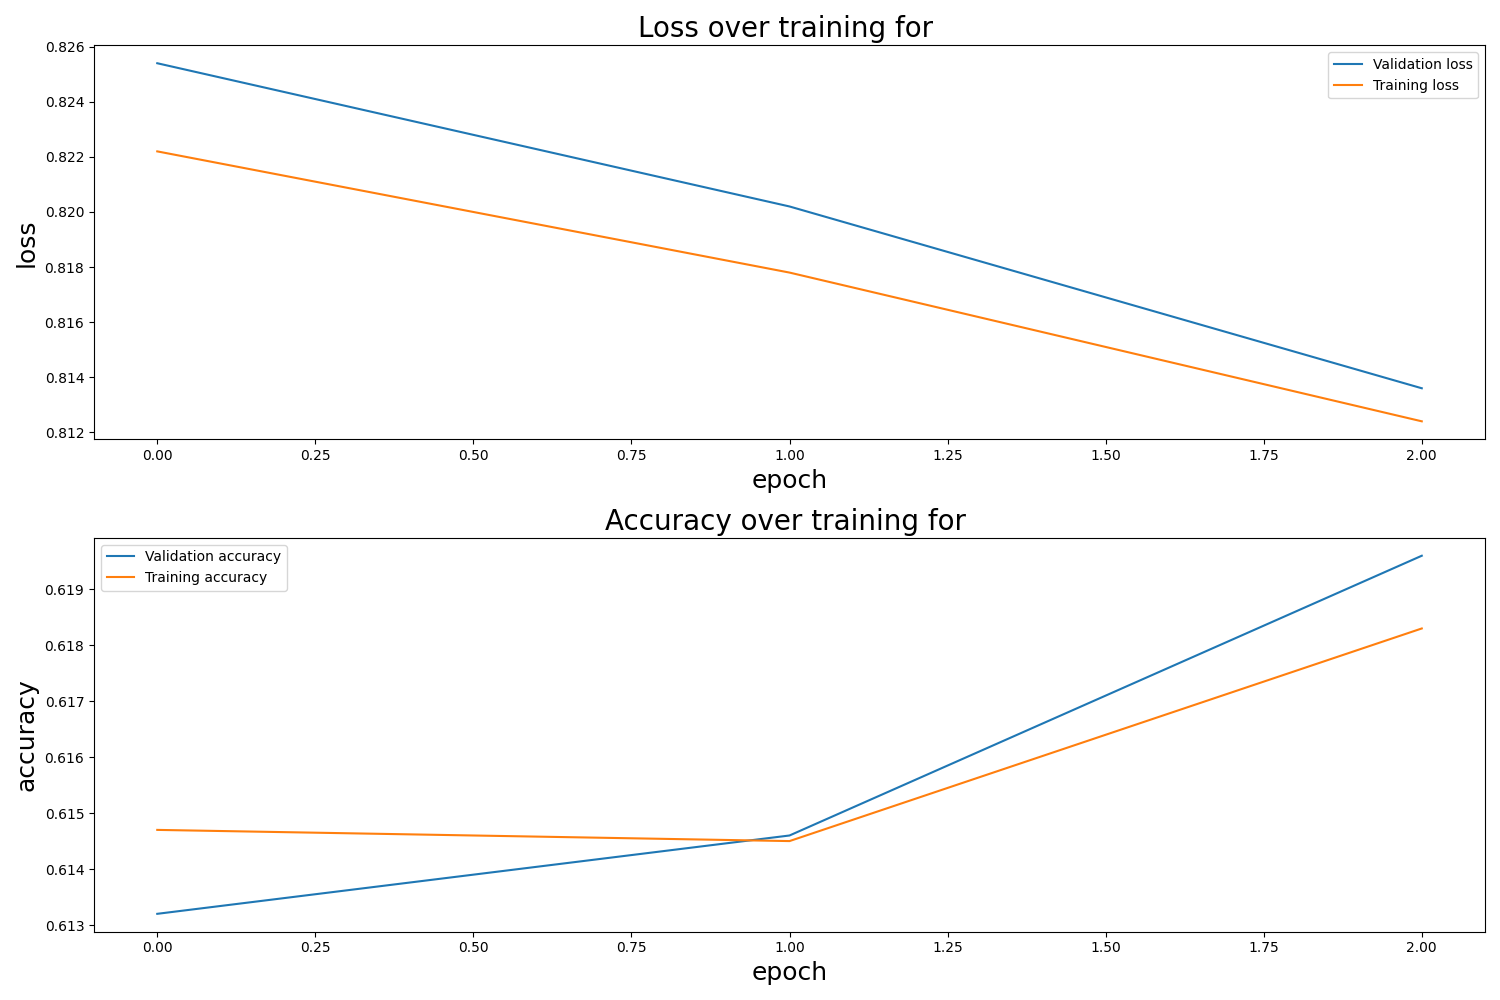 Loss over training for
0.826
0.824
0.822
0.820
0.818
0.816
0.814
0.812
loss
Validation loss
Training loss
0.00 0.25 0.50 0.75 1.00 1.25 1.50 1.75 2.00
epoch
Accuracy over training for
Validation accuracy
Training accuracy
0.619
0.618
0.617
0.616
0.615
0.614
0.613
accuracy
0.00 0.25 0.50 0.75 1.00 1.25 1.50 1.75 2.00
epoch